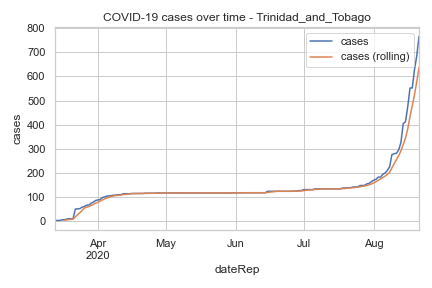 COVID-19 cases over time - Trinidad_and_Tobago
cases
cases (rolling)
cases
800
700
600
500
400
300
200
100
0
Apr
2020
May
Jun
Jul
Aug
dateRep